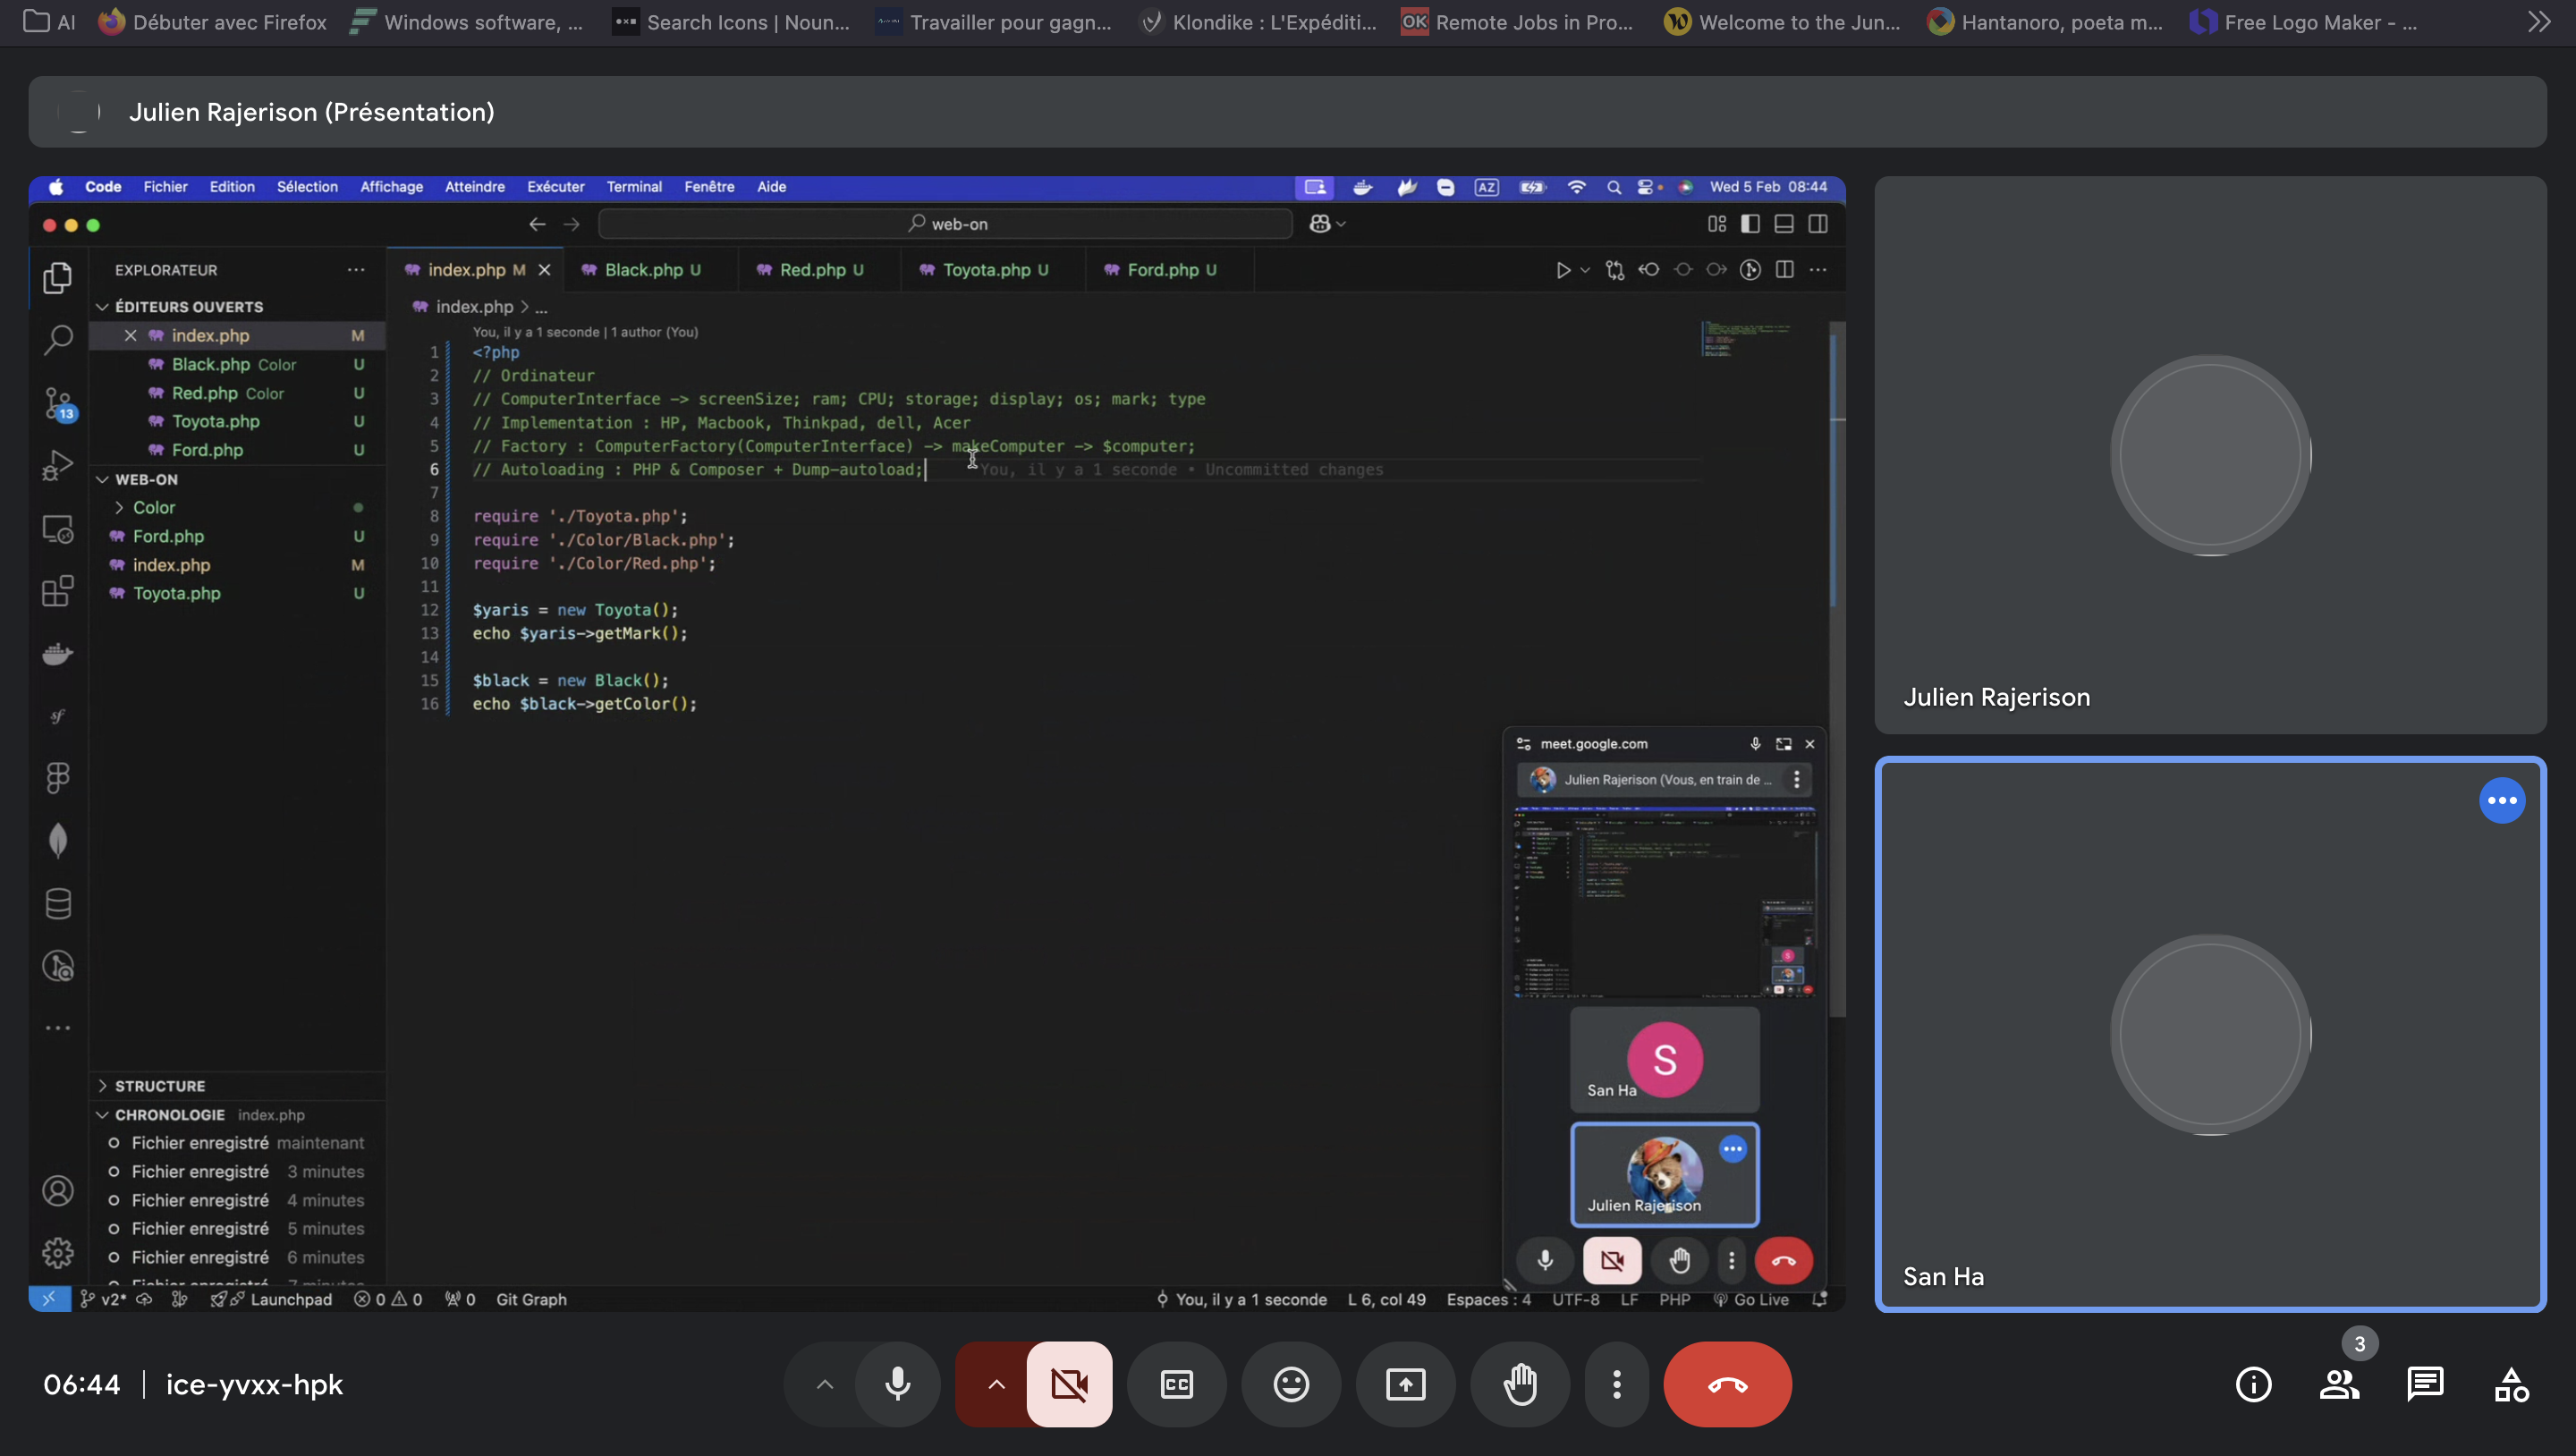 AI Débuter avec Firefox Windows software, ... Search Icons | Noun... Travailler pour gagn... Klondike : L'Expéditi... Remote Jobs in Pro... Welcome to the Jun... Hantanoro, poeta m... Free Logo Maker - ...
Julien Rajerison (Présentation)
Code Fichier Edition Sélection Affichage Atteindre Exécuter Terminal Fenêtre Aide AZ Wed 5 Feb 08:44
web-on
EXPLORATEUR
ÉDITEURS OUVERTS
index.php M
Black.php Color U
Red.php Color U
Toyota.php U
Ford.php U
WEB-ON
Color
Ford.php U
index.php M
Toyota.php U
13
STRUCTURE
CHRONOLOGIE index.php
Fichier enregistré maintenant
Fichier enregistré 3 minutes
Fichier enregistré 4 minutes
Fichier enregistré 5 minutes
Fichier enregistré 6 minutes
Fichier enregistré 7 minutes
index.php M Black.php U Red.php U Toyota.php U Ford.php U
index.php > ...
You, il y a 1 seconde | 1 author (You)
1 <?php
2 // Ordinateur
3 // ComputerInterface -> screenSize; ram; CPU; storage; display; os; mark; type
4 // Implementation : HP, Macbook, Thinkpad, dell, Acer
5 // Factory : ComputerFactory(ComputerInterface) -> makeComputer -> $computer;
6 // Autoloading : PHP & Composer + Dump-autoload; You, il y a 1 seconde • Uncommitted changes
7
8 require './Toyota.php';
9 require './Color/Black.php';
10 require './Color/Red.php';
11
12 $yaris = new Toyota();
13 echo $yaris->getMark();
14
15 $black = new Black();
16 echo $black->getColor();
meet.google.com
Julien Rajerison (Vous, en train de ...
S
San Ha
Julien Rajerison
v2* Launchpad 0 0 0 Git Graph You, il y a 1 seconde L 6, col 49 Espaces : 4 UTF-8 LF PHP Go Live
Julien Rajerison
San Ha
06:44 | ice-yvxx-hpk
CC
3